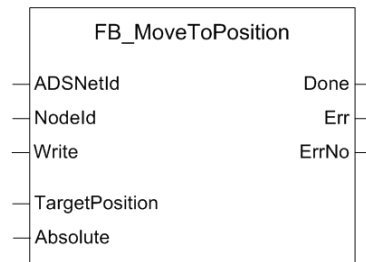 FB_MoveToPosition
ADSNetId Done
NodeId Err
Write ErrNo
TargetPosition
Absolute